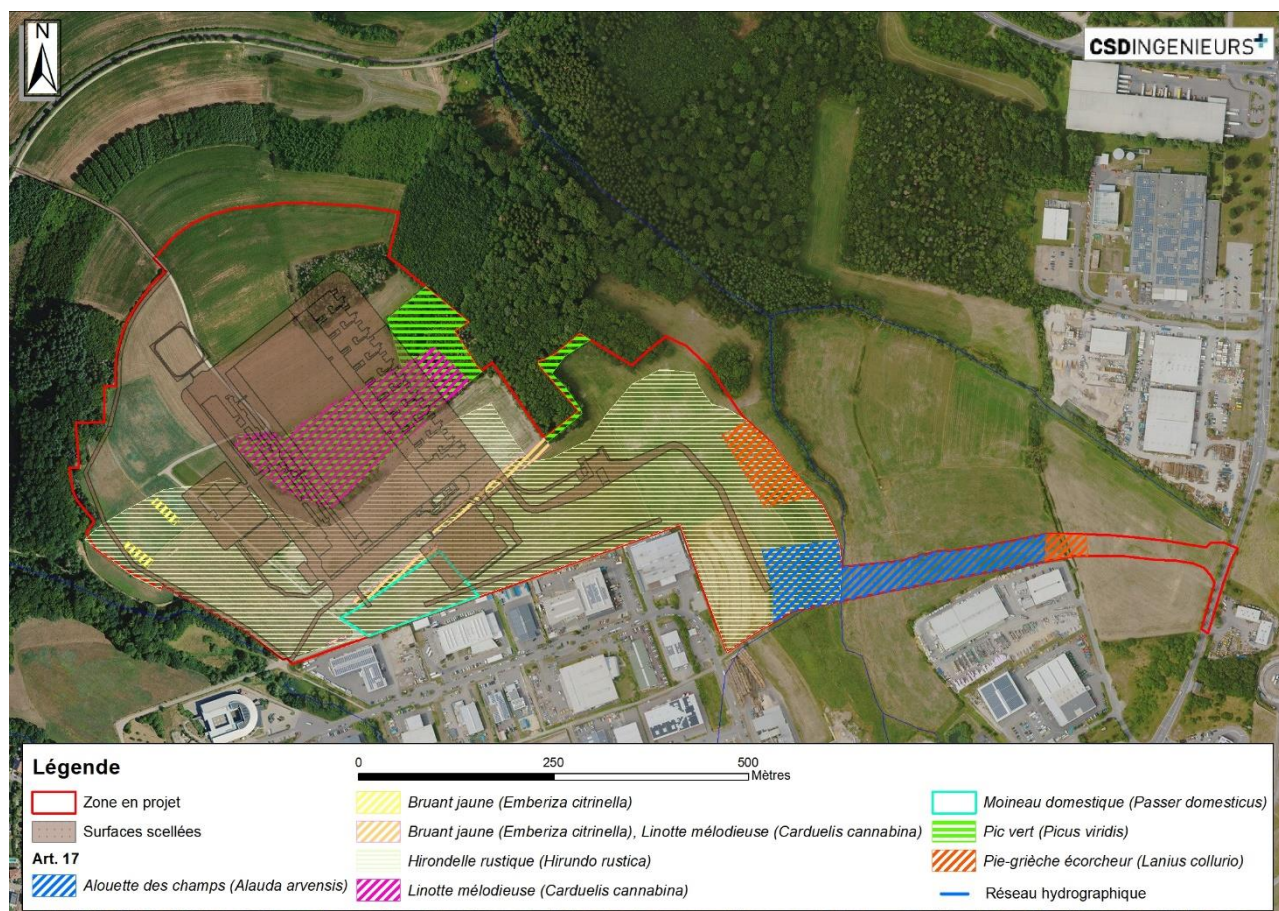 N
CSDINGENIEURS+
Légende
Zone en projet
Surfaces scellées
Art. 17
Alouette des champs (Alauda arvensis)
0 250 500
Mètres
Bruant jaune (Emberiza citrinella)
Bruant jaune (Emberiza citrinella), Linotte mélodieuse (Carduelis cannabina)
Hirondelle rustique (Hirundo rustica)
Linotte mélodieuse (Carduelis cannabina)
Moineau domestique (Passer domesticus)
Pic vert (Picus viridis)
Pie-grièche écorcheur (Lanius collurio)
Réseau hydrographique